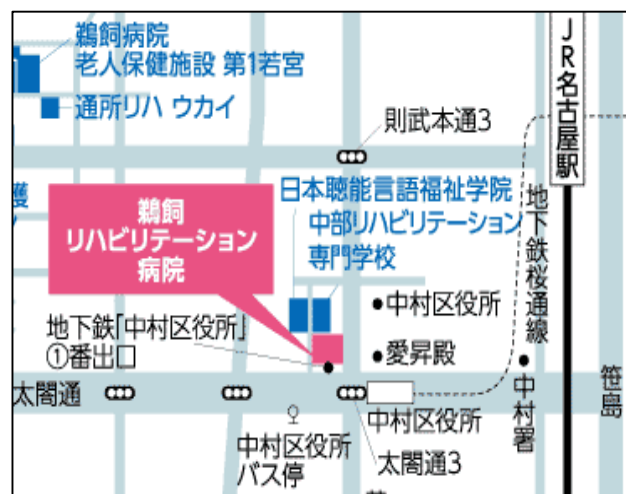 鵜飼病院
老人保健施設 第1若宮
通所リハ ウカイ
JR名古屋駅
則武本通3
護
日本聴能言語福祉学院
中部リハビリテーション
専門学校
鵜飼
リハビリテーション
病院
地下鉄桜通線
地下鉄「中村区役所」
①番出口
●中村区役所
●愛昇殿
●中村署
笹島
太閤通
中村区役所
中村区役所
バス停
太閤通3